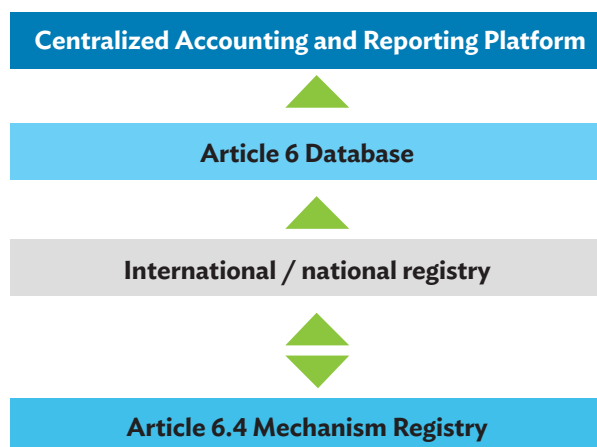 Centralized Accounting and Reporting Platform
Article 6 Database
International / national registry
Article 6.4 Mechanism Registry